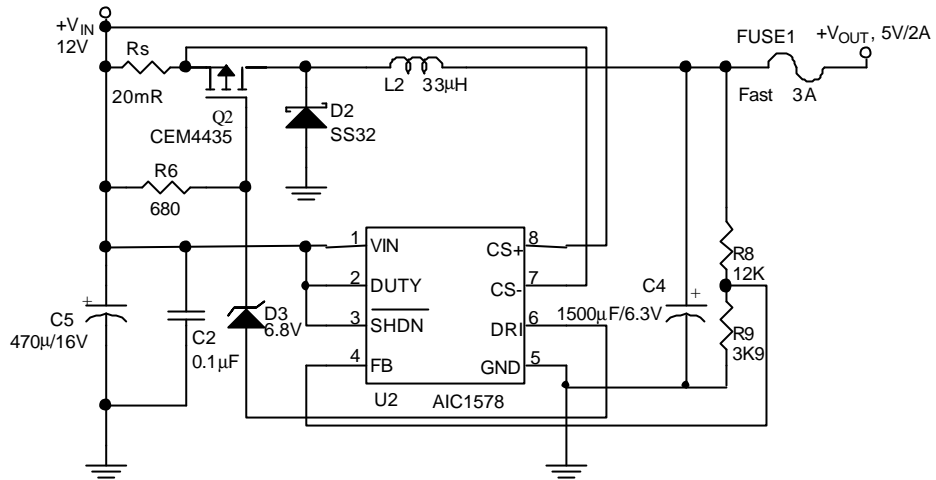 +V_IN
12V
Rs
20mR
Q2
CEM4435
D2
SS32
L2 33µH
FUSE1
Fast 3A
+V_OUT, 5V/2A
R6
680
C5
470µ/16V
C2
0.1µF
D3
6.8V
1 VIN
2 DUTY
3 SHDN
4 FB
CS+ 8
CS- 7
DRI 6
GND 5
U2 AIC1578
C4
1500µF/6.3V
+
+
R8
12K
R9
3K9